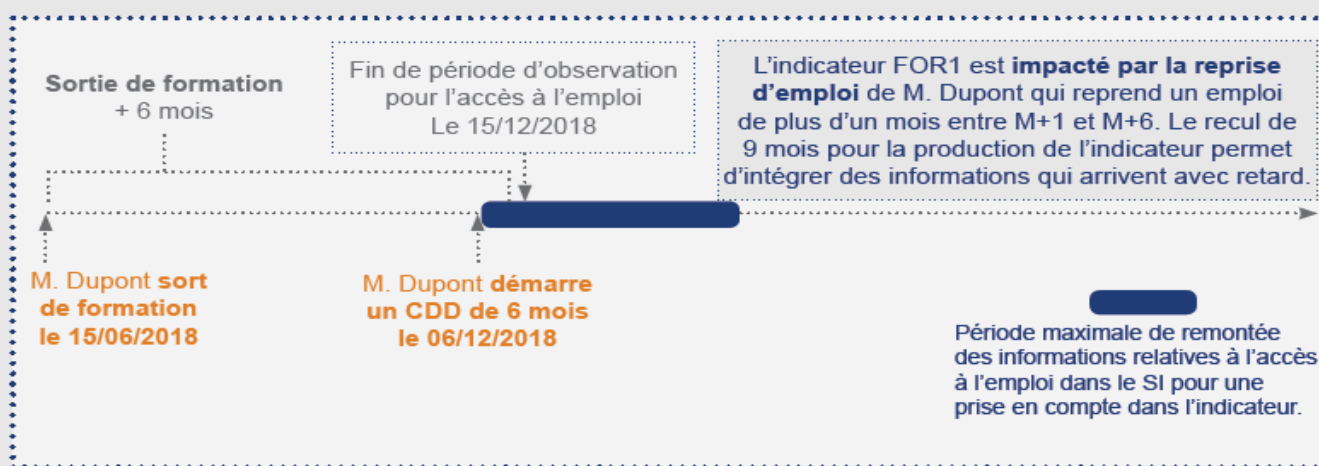 Sortie de formation
+ 6 mois
Fin de période d'observation
pour l'accès à l'emploi
Le 15/12/2018
L'indicateur FOR1 est impacté par la reprise
d'emploi de M. Dupont qui reprend un emploi
de plus d'un mois entre M+1 et M+6. Le recul de
9 mois pour la production de l'indicateur permet
d'intégrer des informations qui arrivent avec retard.
M. Dupont sort
de formation
le 15/06/2018
M. Dupont démarre
un CDD de 6 mois
le 06/12/2018
Période maximale de remontée
des informations relatives à l'accès
à l'emploi dans le SI pour une
prise en compte dans l'indicateur.